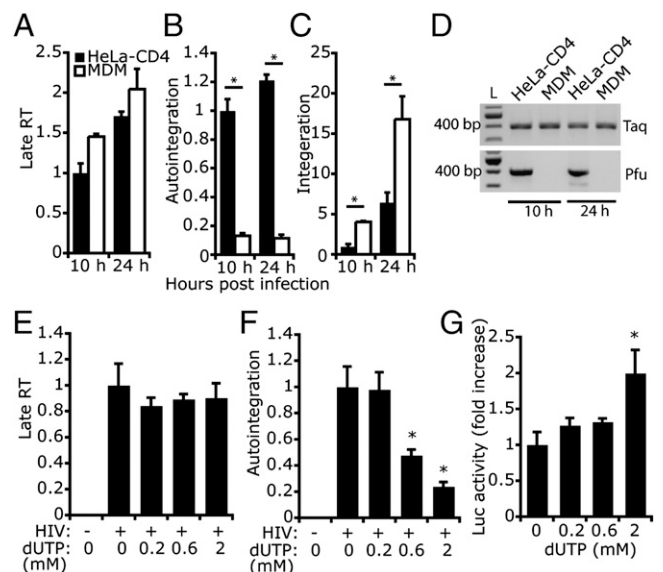 A
Late RT
2.5
2
1.5
1
0.5
0
HeLa-CD4
MDM
10 h 24 h
B
Autointegration
1.4
1.2
1
0.8
0.6
0.4
0.2
0
*
*
10 h 24 h
C
Integeration
25
20
15
10
5
0
*
*
10 h 24 h
Hours post infection
D
L HeLa-CD4 MDM HeLa-CD4 MDM
400 bp Taq
400 bp Pfu
10 h 24 h
E
Late RT
1.4
1.2
1
0.8
0.6
0.4
0.2
0
HIV: - + + + +
dUTP: 0 0 0.2 0.6 2
(mM)
F
Autointegration
1.4
1.2
1
0.8
0.6
0.4
0.2
0
*
*
HIV: - + + + +
dUTP: 0 0 0.2 0.6 2
(mM)
G
Luc activity (fold increase)
2.5
2.0
1.5
1
0.5
0
*
0 0.2 0.6 2
dUTP (mM)